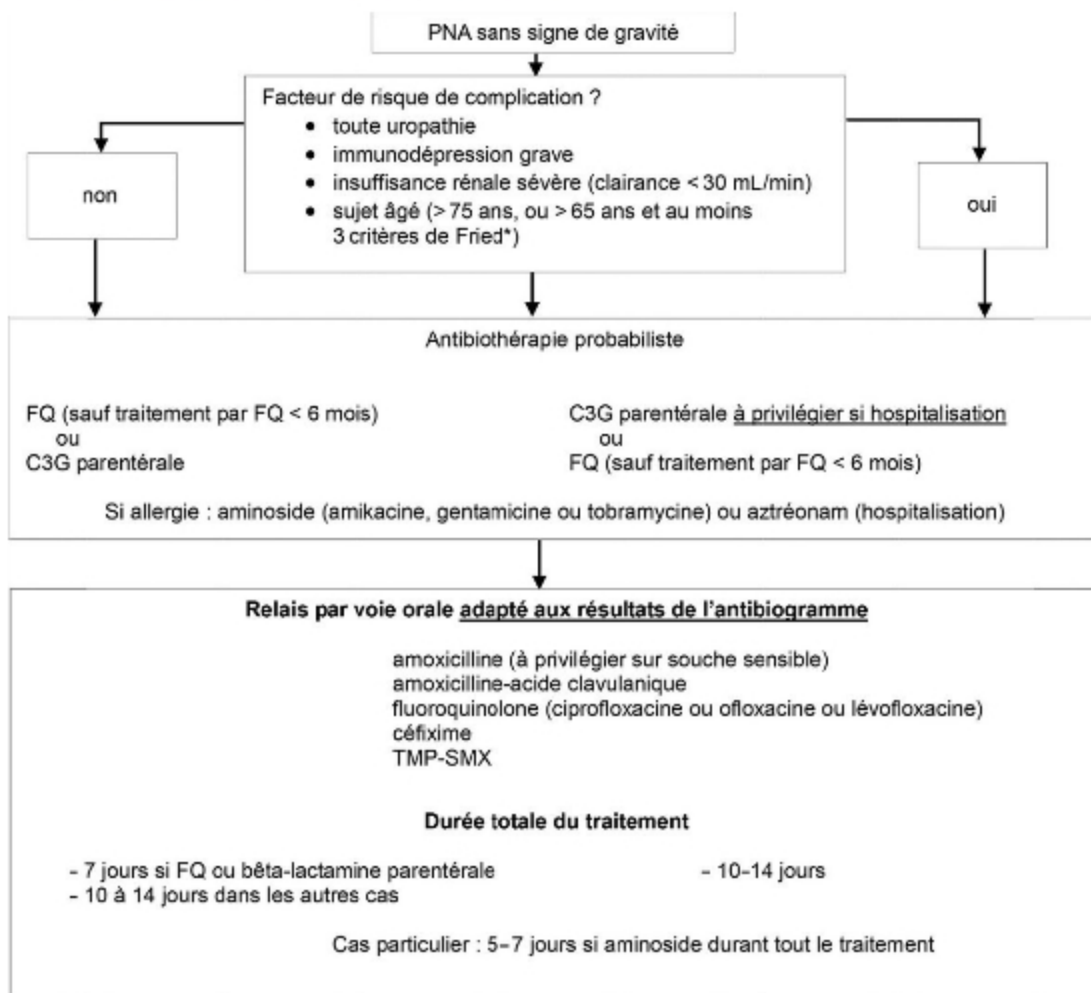 PNA sans signe de gravité
Facteur de risque de complication ?
• toute uropathie
• immunodépression grave
• insuffisance rénale sévère (clairance < 30 mL/min)
• sujet âgé (> 75 ans, ou > 65 ans et au moins
3 critères de Fried*)
non
oui
Antibiothérapie probabiliste
FQ (sauf traitement par FQ < 6 mois)
ou
C3G parentérale
C3G parentérale à privilégier si hospitalisation
ou
FQ (sauf traitement par FQ < 6 mois)
Si allergie : aminoside (amikacine, gentamicine ou tobramycine) ou aztréonam (hospitalisation)
Relais par voie orale adapté aux résultats de l'antibiogramme
amoxicilline (à privilégier sur souche sensible)
amoxicilline-acide clavulanique
fluoroquinolone (ciprofloxacine ou ofloxacine ou lévofloxacine)
céfixime
TMP-SMX
Durée totale du traitement
– 7 jours si FQ ou bêta-lactamine parentérale
– 10 à 14 jours dans les autres cas
– 10–14 jours
Cas particulier : 5–7 jours si aminoside durant tout le traitement